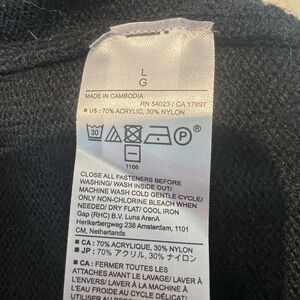 L
G
MADE IN CAMBODIA
RN 54023 / CA 17897
■ US : 70% ACRYLIC, 30% NYLON
30
P®
1166
CLOSE ALL FASTENERS BEFORE
WASHING/ WASH INSIDE OUT/
MACHINE WASH COLD GENTLE CYCLE/
ONLY NON-CHLORINE BLEACH WHEN
NEEDED/ DRY FLAT/ COOL IRON
Gap (RHC) B.V. Luna ArenA
Herikerbergweg 238 Amsterdam, 1101
CM, Netherlands
■ CA : 70% ACRYLIQUE, 30% NYLON
■ JP : 70% アクリル, 30% ナイロン
■ CA : FERMER TOUTES LES
ATTACHES AVANT LE LAVAGE/ LAVER À
L'ENVERS/ LAVER À LA MACHINE À
L'EAU FROIDE AU CYCLE DÉLICAT